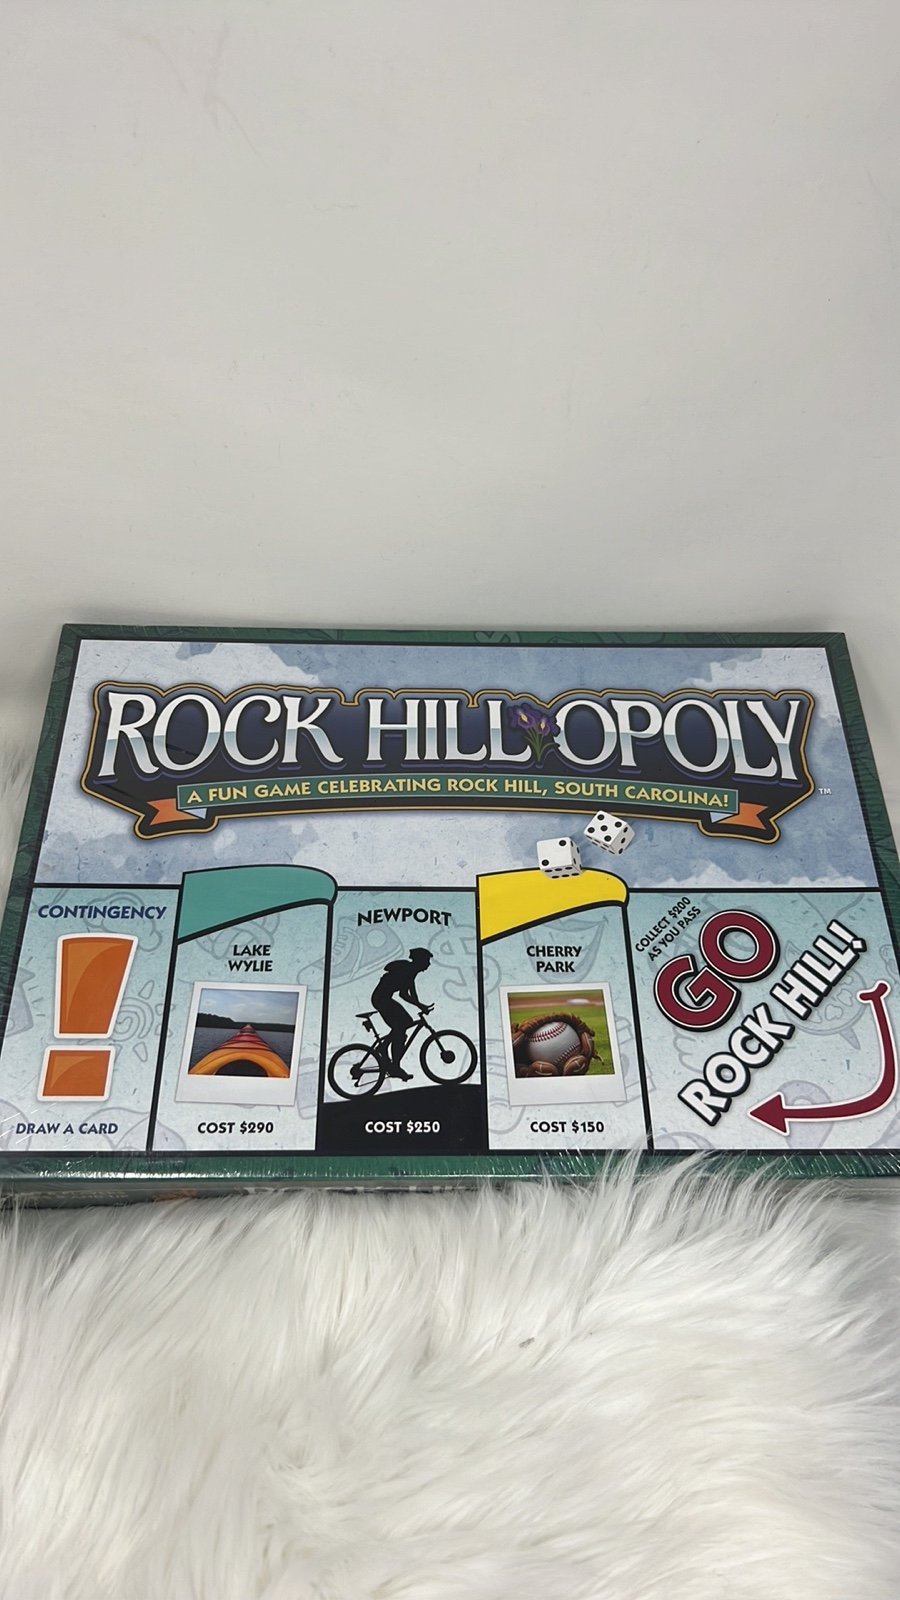 ROCK HILL OPOLY
TM
A FUN GAME CELEBRATING ROCK HILL, SOUTH CAROLINA!
CONTINGENCY
!
DRAW A CARD
LAKE
WYLIE
COST $290
NEWPORT
COST $250
CHERRY
PARK
COST $150
COLLECT $200
AS YOU PASS
GO
ROCK HILL!